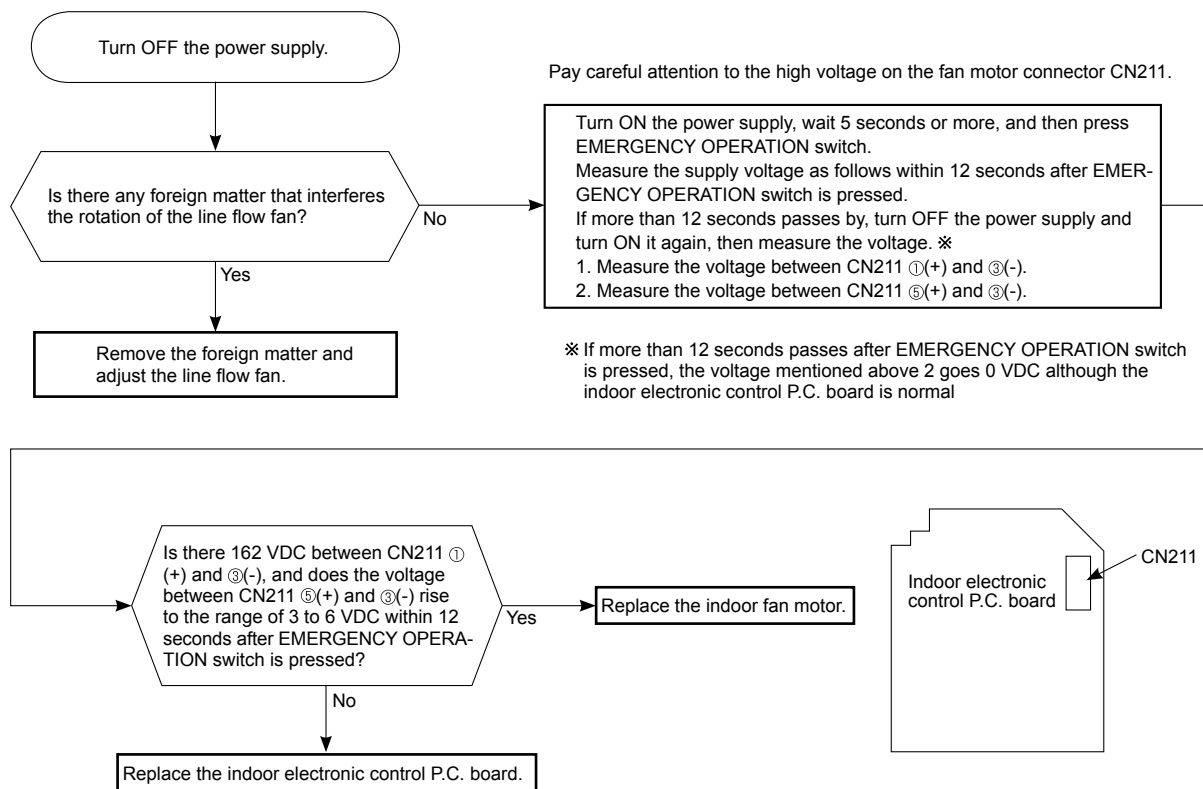 Turn OFF the power supply.
Pay careful attention to the high voltage on the fan motor connector CN211.
Is there any foreign matter that interferes
the rotation of the line flow fan?
No
Yes
Remove the foreign matter and
adjust the line flow fan.
Turn ON the power supply, wait 5 seconds or more, and then press
EMERGENCY OPERATION switch.
Measure the supply voltage as follows within 12 seconds after EMER-
GENCY OPERATION switch is pressed.
If more than 12 seconds passes by, turn OFF the power supply and
turn ON it again, then measure the voltage. ※
1. Measure the voltage between CN211 ①(+) and ③(-).
2. Measure the voltage between CN211 ⑤(+) and ③(-).
※ If more than 12 seconds passes after EMERGENCY OPERATION switch
is pressed, the voltage mentioned above 2 goes 0 VDC although the
indoor electronic control P.C. board is normal
Is there 162 VDC between CN211 ①
(+) and ③(-), and does the voltage
between CN211 ⑤(+) and ③(-) rise
to the range of 3 to 6 VDC within 12
seconds after EMERGENCY OPERA-
TION switch is pressed?
Yes
Replace the indoor fan motor.
No
Replace the indoor electronic control P.C. board.
CN211
Indoor electronic
control P.C. board